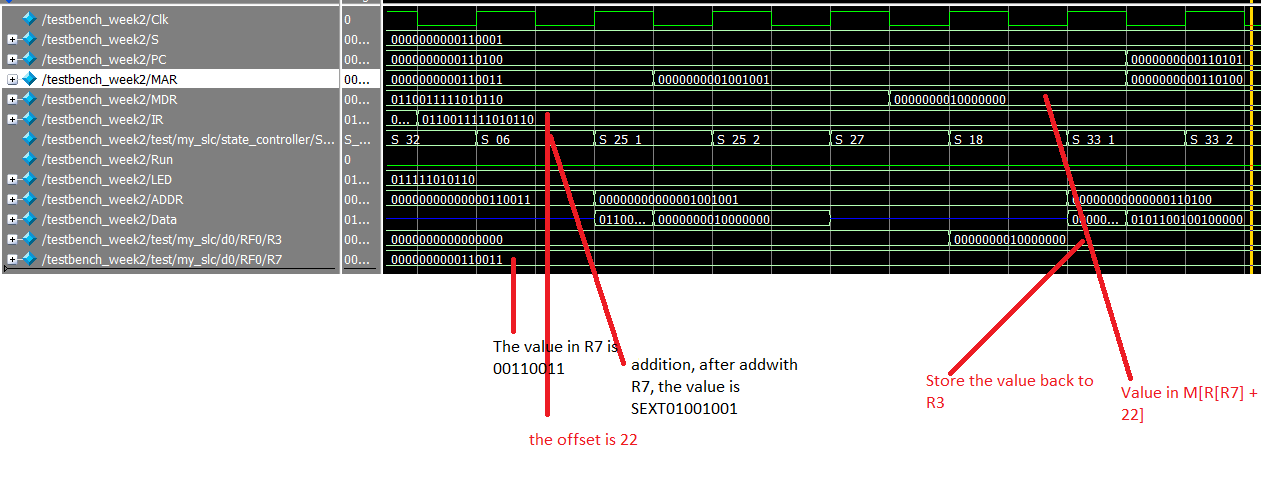 /testbench_week2/Clk 0
/testbench_week2/S 00... 0000000000110001
/testbench_week2/PC 00... 0000000000110100 0000000000110101
/testbench_week2/MAR 00... 0000000000110011 0000000001001001 0000000000110100
/testbench_week2/MDR 00... 0110011111010110 0000000010000000
/testbench_week2/IR 01... 0... 0110011111010110
/testbench_week2/test/my_slc/state_controller/S... S_... S_32 S_06 S_25_1 S_25_2 S_27 S_18 S_33_1 S_33_2
/testbench_week2/Run 0
/testbench_week2/LED 01... 011111010110
/testbench_week2/ADDR 00... 00000000000000110011 00000000000001001001 00000000000000110100
/testbench_week2/Data 01... 01100... 0000000010000000 0101100100100000
/testbench_week2/test/my_slc/d0/RF0/R3 00... 0000000000000000 0000000010000000
/testbench_week2/test/my_slc/d0/RF0/R7 00... 0000000000110011
The value in R7 is
00110011
addition, after addwith
R7, the value is
SEXT01001001
the offset is 22
Store the value back to
R3
Value in M[R[R7] +
22]